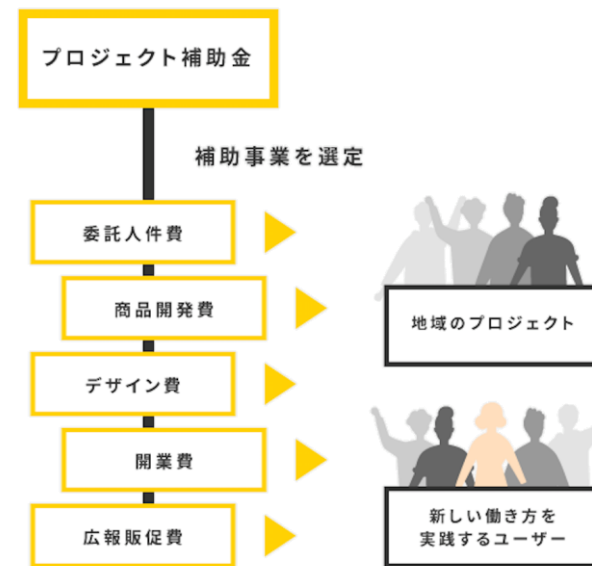 プロジェクト補助金
補助事業を選定
委託人件費
商品開発費
デザイン費
開業費
広報販促費
地域のプロジェクト
新しい働き方を
実践するユーザー